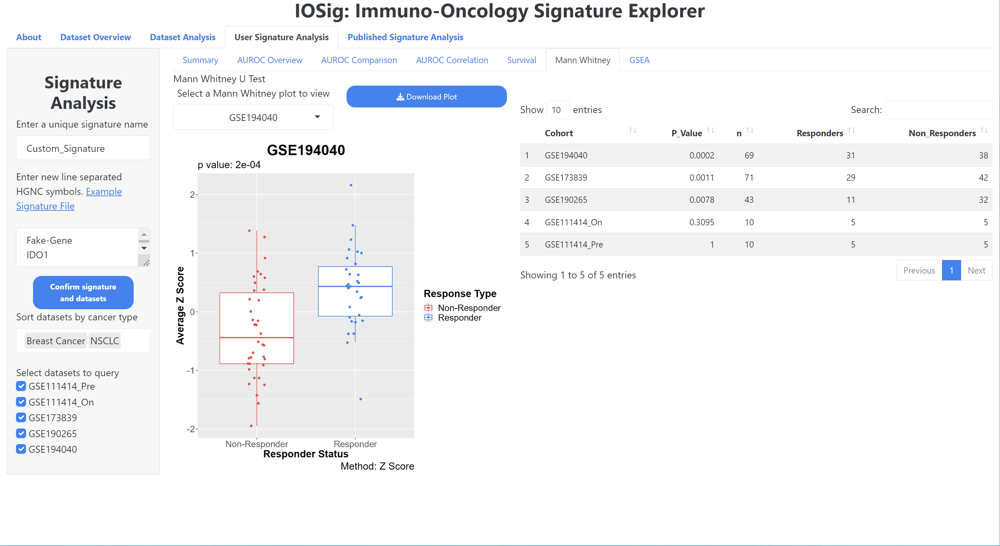 IOSig: Immuno-Oncology Signature Explorer
About Dataset Overview Dataset Analysis User Signature Analysis Published Signature Analysis
Signature
Analysis
Enter a unique signature name
Custom_Signature
Enter new line separated
HGNC symbols. Example
Signature File
Fake-Gene
IDO1
Confirm signature
and datasets
Sort datasets by cancer type
Breast Cancer NSCLC
Select datasets to query
GSE111414_Pre
GSE111414_On
GSE173839
GSE190265
GSE194040
Summary AUROC Overview AUROC Comparison AUROC Correlation Survival Mann Whitney GSEA
Mann Whitney U Test
Select a Mann Whitney plot to view
GSE194040
Download Plot
GSE194040
p value: 2e-04
Average Z Score
2
1
0
-1
-2
Non-Responder Responder
Responder Status
Method: Z Score
Response Type
Non-Responder
Responder
Show 10 entries Search:
Cohort P_Value n Responders Non_Responders
1 GSE194040 0.0002 69 31 38
2 GSE173839 0.0011 71 29 42
3 GSE190265 0.0078 43 11 32
4 GSE111414_On 0.3095 10 5 5
5 GSE111414_Pre 1 10 5 5
Showing 1 to 5 of 5 entries
Previous 1 Next